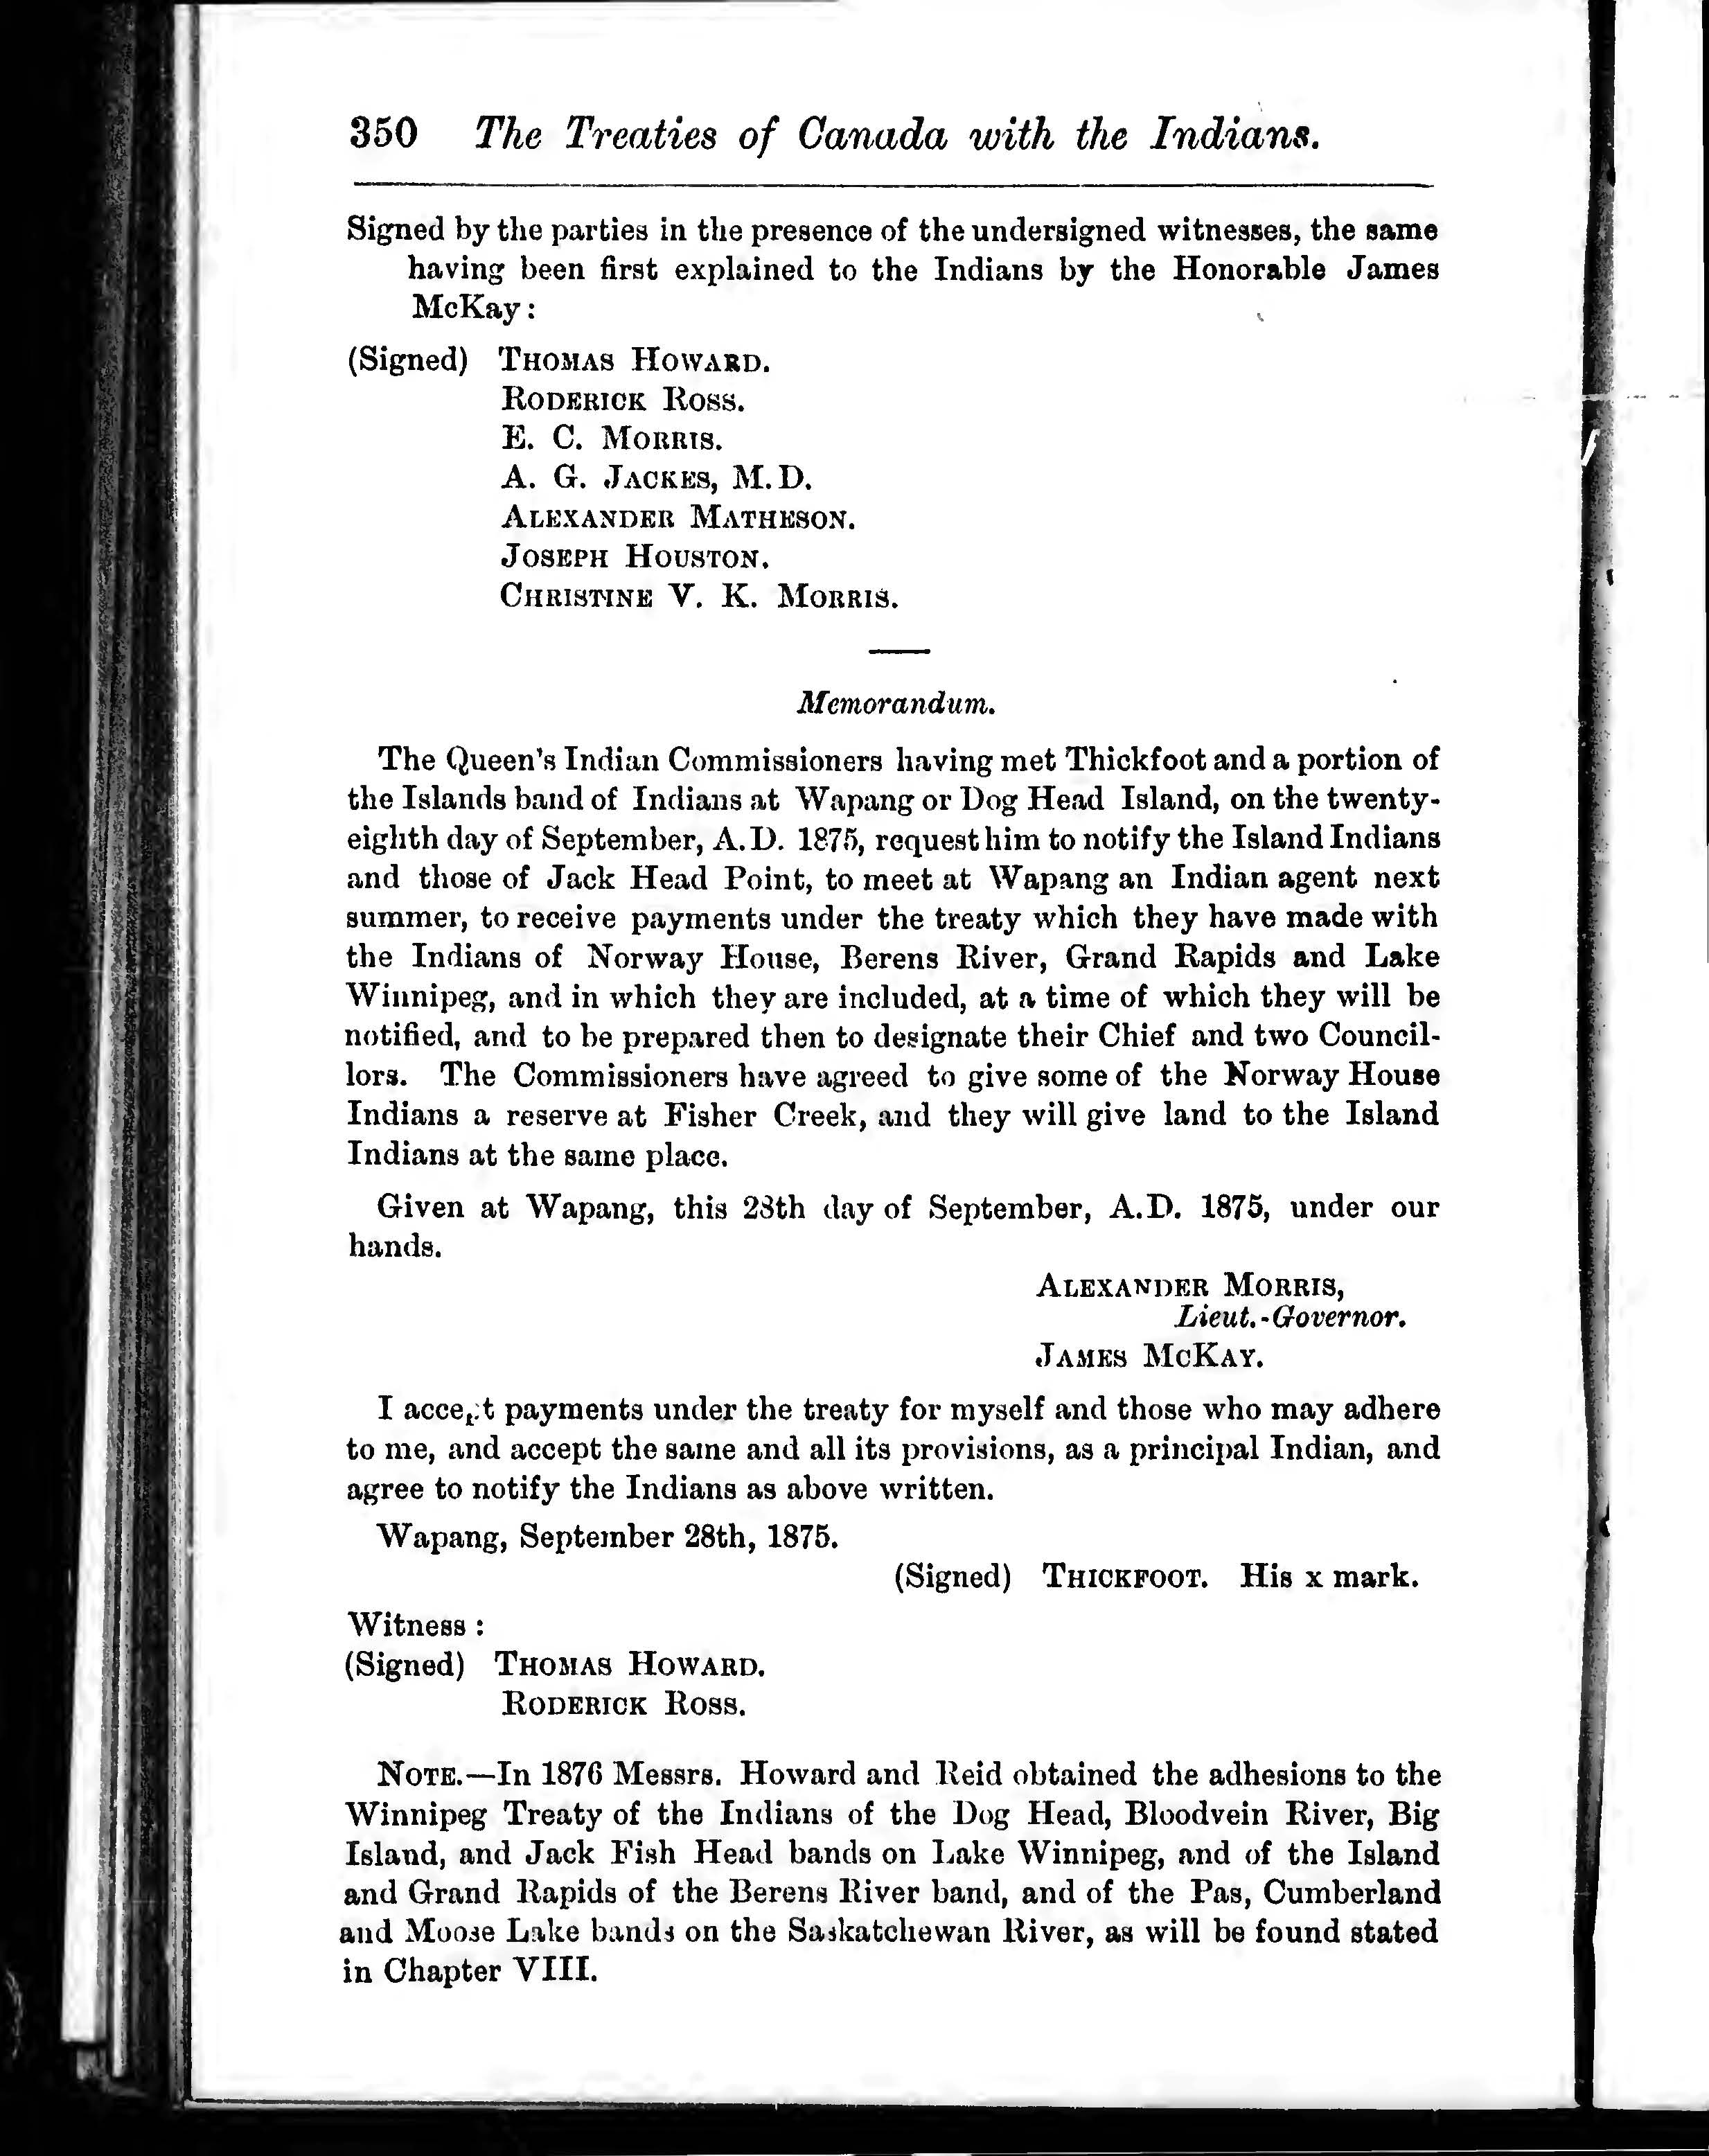 350 The Treaties of Canada with the Indians.
Signed by the parties in the presence of the undersigned witnesses, the same
having been first explained to the Indians by the Honorable James
McKay:
(Signed) THOMAS HOWARD.
RODERICK ROSS.
E. C. MORRIS.
A. G. JACKES, M.D.
ALEXANDER MATHESON.
JOSEPH HOUSTON.
CHRISTINE V. K. MORRIS.
Memorandum.
The Queen's Indian Commissioners having met Thickfoot and a portion of
the Islands band of Indians at Wapang or Dog Head Island, on the twenty-
eighth day of September, A.D. 1875, request him to notify the Island Indians
and those of Jack Head Point, to meet at Wapang an Indian agent next
summer, to receive payments under the treaty which they have made with
the Indians of Norway House, Berens River, Grand Rapids and Lake
Winnipeg, and in which they are included, at a time of which they will be
notified, and to be prepared then to designate their Chief and two Council-
lors. The Commissioners have agreed to give some of the Norway House
Indians a reserve at Fisher Creek, and they will give land to the Island
Indians at the same place.
Given at Wapang, this 28th day of September, A.D. 1875, under our
hands.
ALEXANDER MORRIS,
Lieut.-Governor.
JAMES MCKAY.
I accept payments under the treaty for myself and those who may adhere
to me, and accept the same and all its provisions, as a principal Indian, and
agree to notify the Indians as above written.
Wapang, September 28th, 1875.
(Signed) THICKFOOT. His x mark.
Witness:
(Signed) THOMAS HOWARD.
RODERICK ROSS.
NOTE.—In 1876 Messrs. Howard and Reid obtained the adhesions to the
Winnipeg Treaty of the Indians of the Dog Head, Bloodvein River, Big
Island, and Jack Fish Head bands on Lake Winnipeg, and of the Island
and Grand Rapids of the Berens River band, and of the Pas, Cumberland
and Moose Lake bands on the Saskatchewan River, as will be found stated
in Chapter VIII.